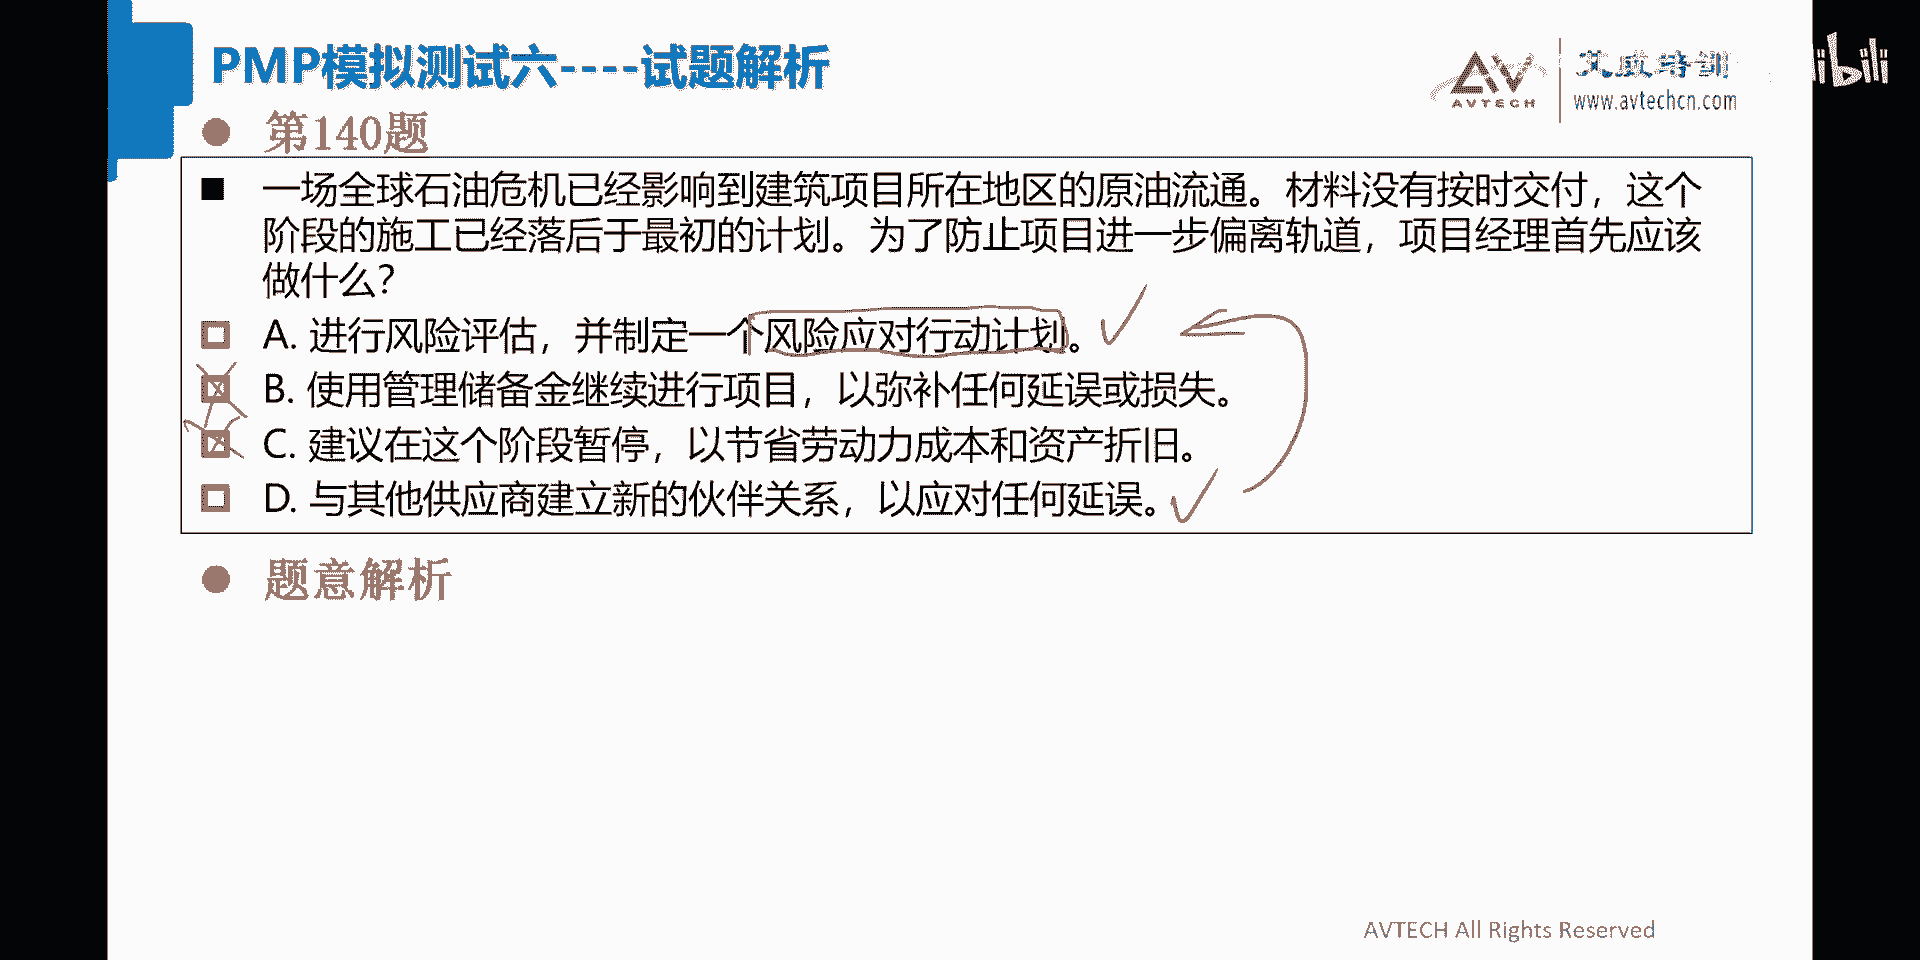 PMP模拟测试六----试题解析
AV
AVTECH
艾威培训
www.avtechcn.com
libili
第140题
一场全球石油危机已经影响到建筑项目所在地区的原油流通。材料没有按时交付，这个
阶段的施工已经落后于最初的计划。为了防止项目进一步偏离轨道，项目经理首先应该
做什么?
A. 进行风险评估，并制定一个风险应对行动计划。
B. 使用管理储备金继续进行项目，以弥补任何延误或损失。
C. 建议在这个阶段暂停，以节省劳动力成本和资产折旧。
D. 与其他供应商建立新的伙伴关系，以应对任何延误。
题意解析
AVTECH All Rights Reserved